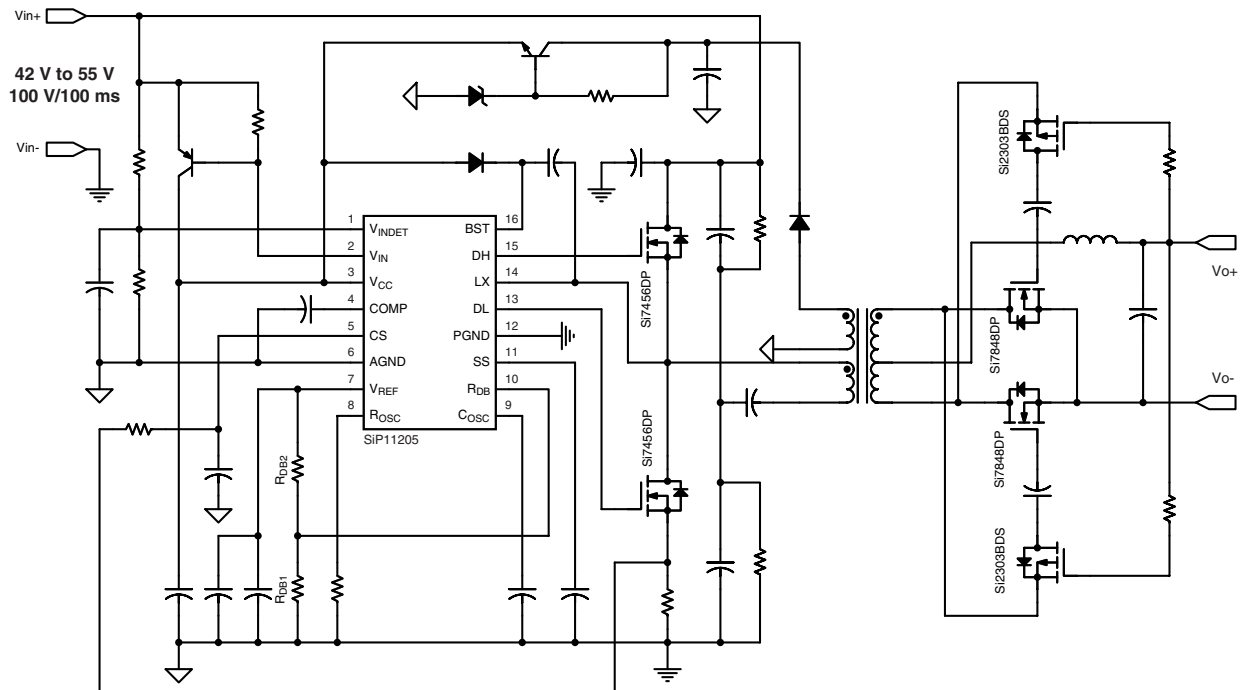 Vin+
42 V to 55 V
100 V/100 ms
Vin-
1
2
3
4
5
6
7
8
VINDET
VIN
VCC
COMP
CS
AGND
VREF
ROSC
BST
DH
LX
DL
PGND
SS
RDB
COSC
16
15
14
13
12
11
10
9
SiP11205
RDB2
RDB1
Si7456DP
Si7456DP
Si2303BDS
Si7848DP
Si7848DP
Si2303BDS
Vo+
Vo-